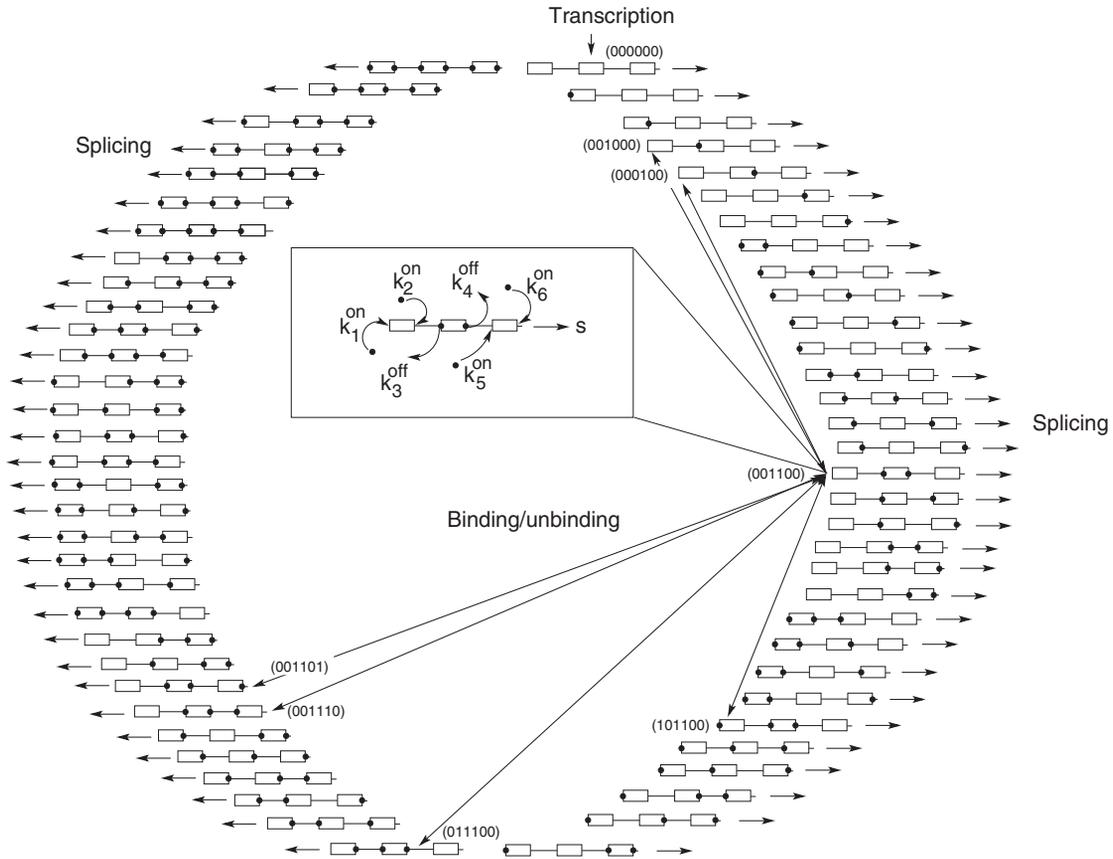 Transcription
(000000)
Splicing
(001000)
(000100)
k₂ᵒⁿ
k₄ᵒᶠᶠ
k₆ᵒⁿ
k₁ᵒⁿ
s
k₃ᵒᶠᶠ
k₅ᵒⁿ
Splicing
(001100)
Binding/unbinding
(001101)
(001110)
(101100)
(011100)